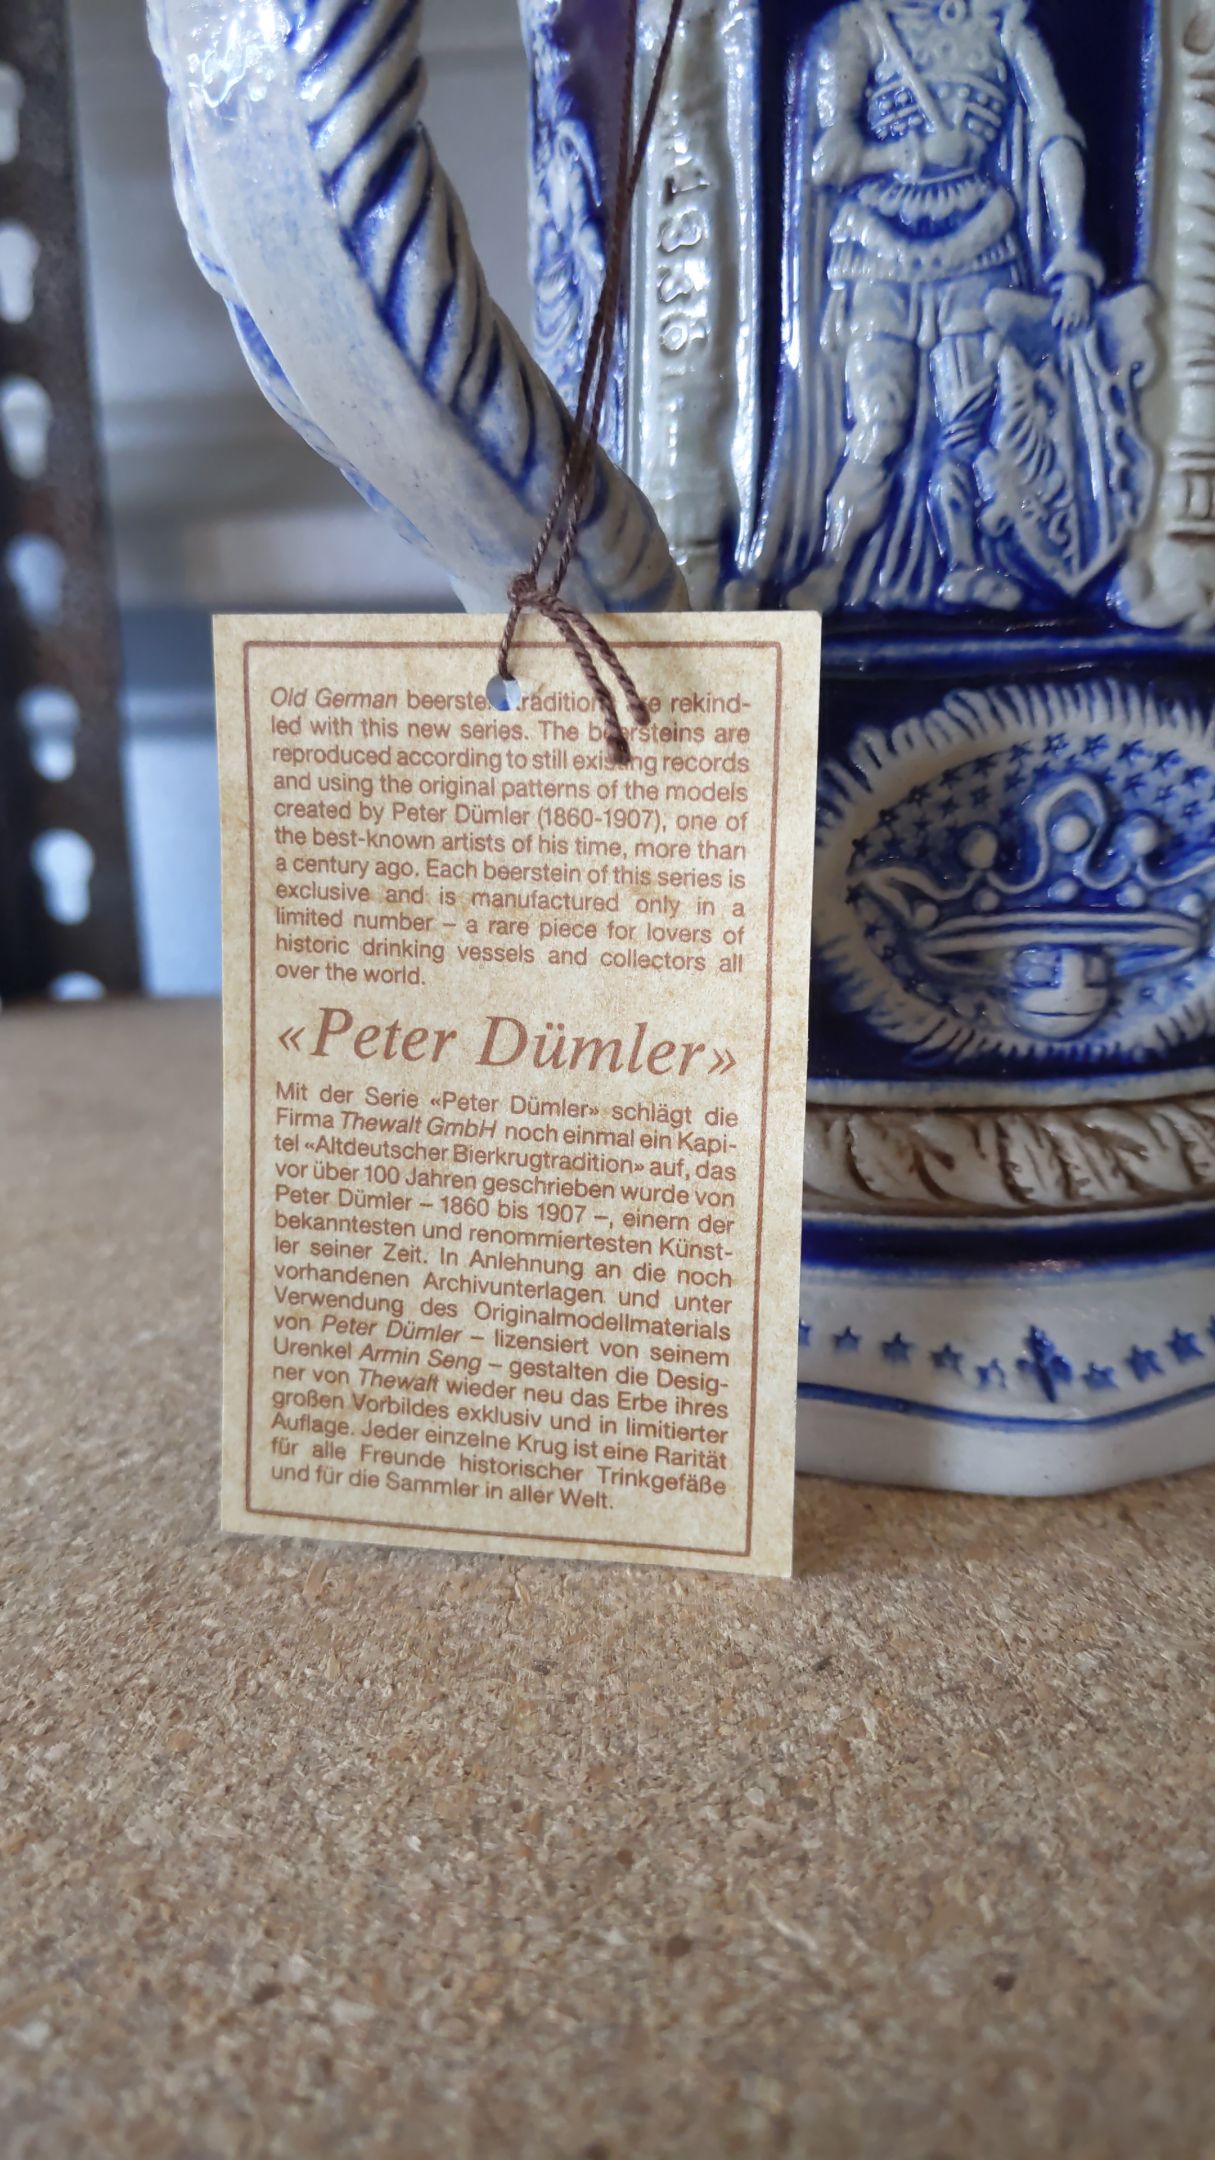 1336
Old German beerstein tradition are rekind-
led with this new series. The beersteins are
reproduced according to still existing records
and using the original patterns of the models
created by Peter Dümler (1860-1907), one of
the best-known artists of his time, more than
a century ago. Each beerstein of this series is
exclusive and is manufactured only in a
limited number – a rare piece for lovers of
historic drinking vessels and collectors all
over the world.
«Peter Dümler»
Mit der Serie «Peter Dümler» schlägt die
Firma Thewalt GmbH noch einmal ein Kapi-
tel «Altdeutscher Bierkrugtradition» auf, das
vor über 100 Jahren geschrieben wurde von
Peter Dümler – 1860 bis 1907 –, einem der
bekanntesten und renommiertesten Künst-
ler seiner Zeit. In Anlehnung an die noch
vorhandenen Archivunterlagen und unter
Verwendung des Originalmodellmaterials
von Peter Dümler – lizensiert von seinem
Urenkel Armin Seng – gestalten die Desig-
ner von Thewalt wieder neu das Erbe ihres
großen Vorbildes exklusiv und in limitierter
Auflage. Jeder einzelne Krug ist eine Rarität
für alle Freunde historischer Trinkgefäße
und für die Sammler in aller Welt.